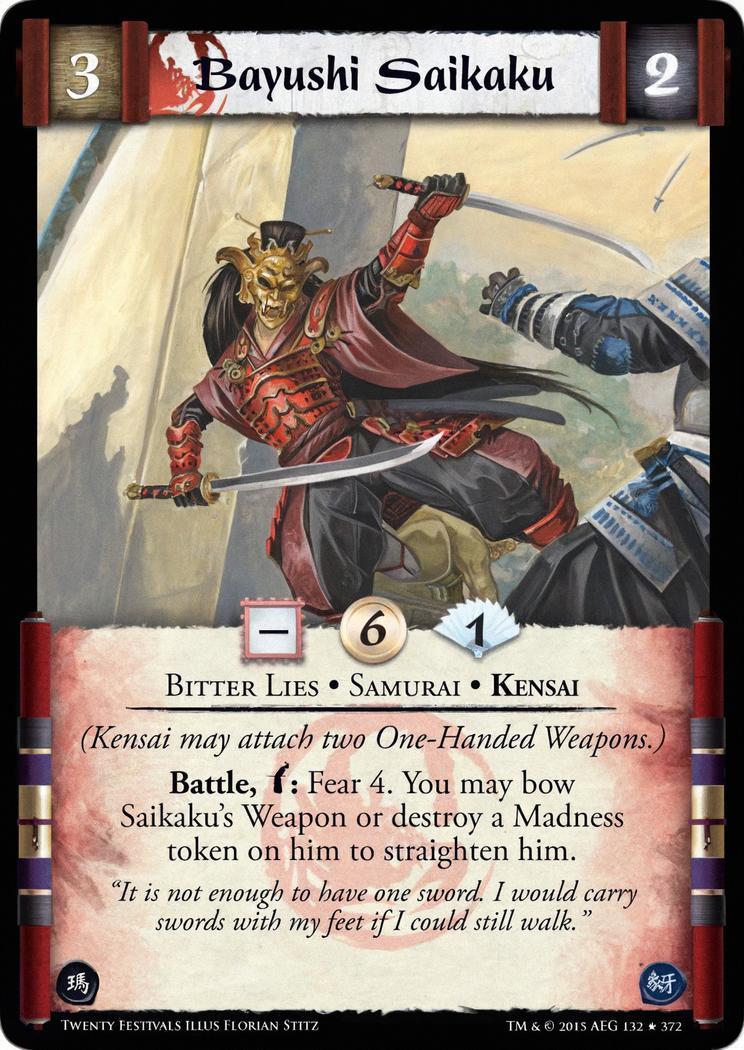 3 Bayushi Saikaku 2
– 6 1
Bitter Lies • Samurai • Kensai
(Kensai may attach two One-Handed Weapons.)
Battle, : Fear 4. You may bow
Saikaku's Weapon or destroy a Madness
token on him to straighten him.
“It is not enough to have one sword. I would carry
swords with my feet if I could still walk.”
瑪
Twenty Festivals Illus Florian Stitz TM & © 2015 AEG 132 ★ 372